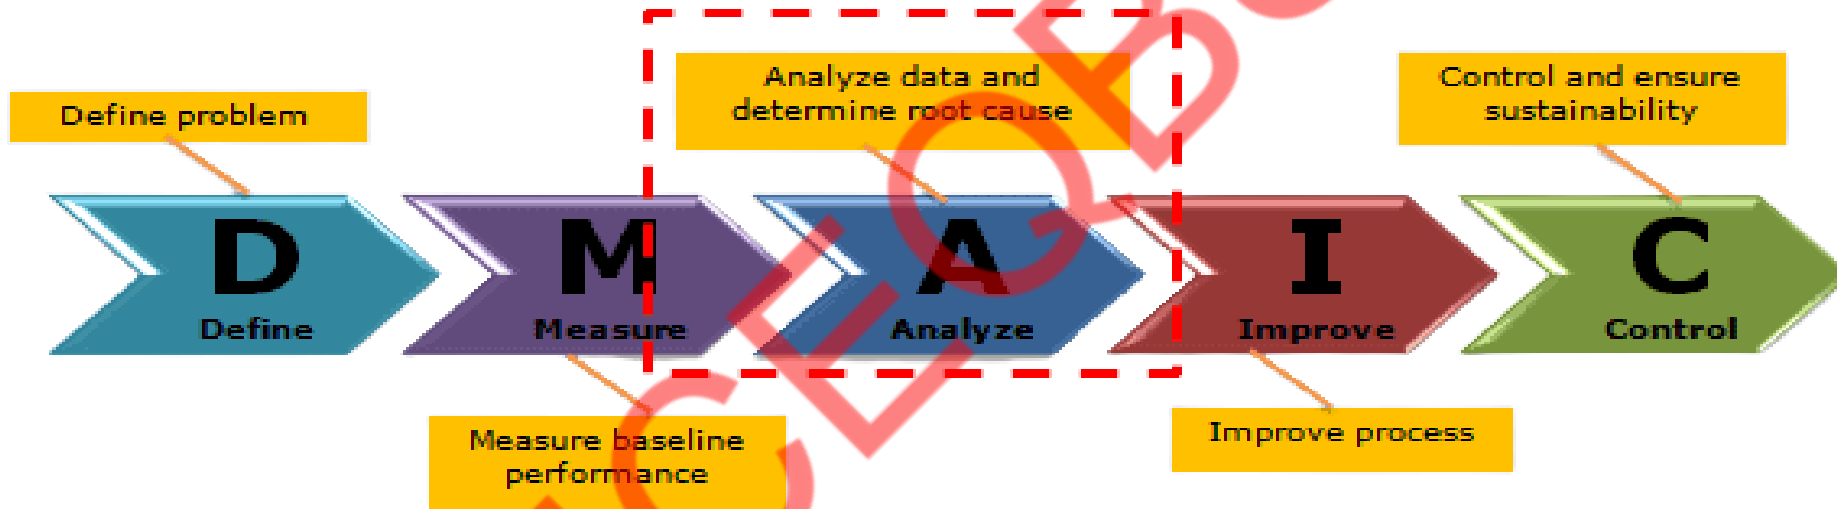 Define problem
Analyze data and
determine root cause
Control and ensure
sustainability
D
Define
M
Measure
A
Analyze
I
Improve
C
Control
Measure baseline
performance
Improve process